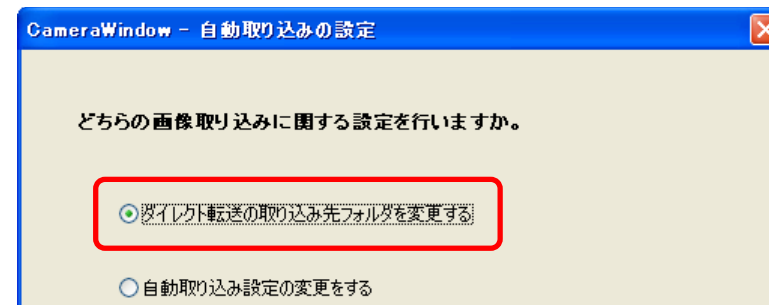 CameraWindow - 自動取り込みの設定
どちらの画像取り込みに関する設定を行いますか。
ダイレクト転送の取り込み先フォルダを変更する
自動取り込み設定の変更をする